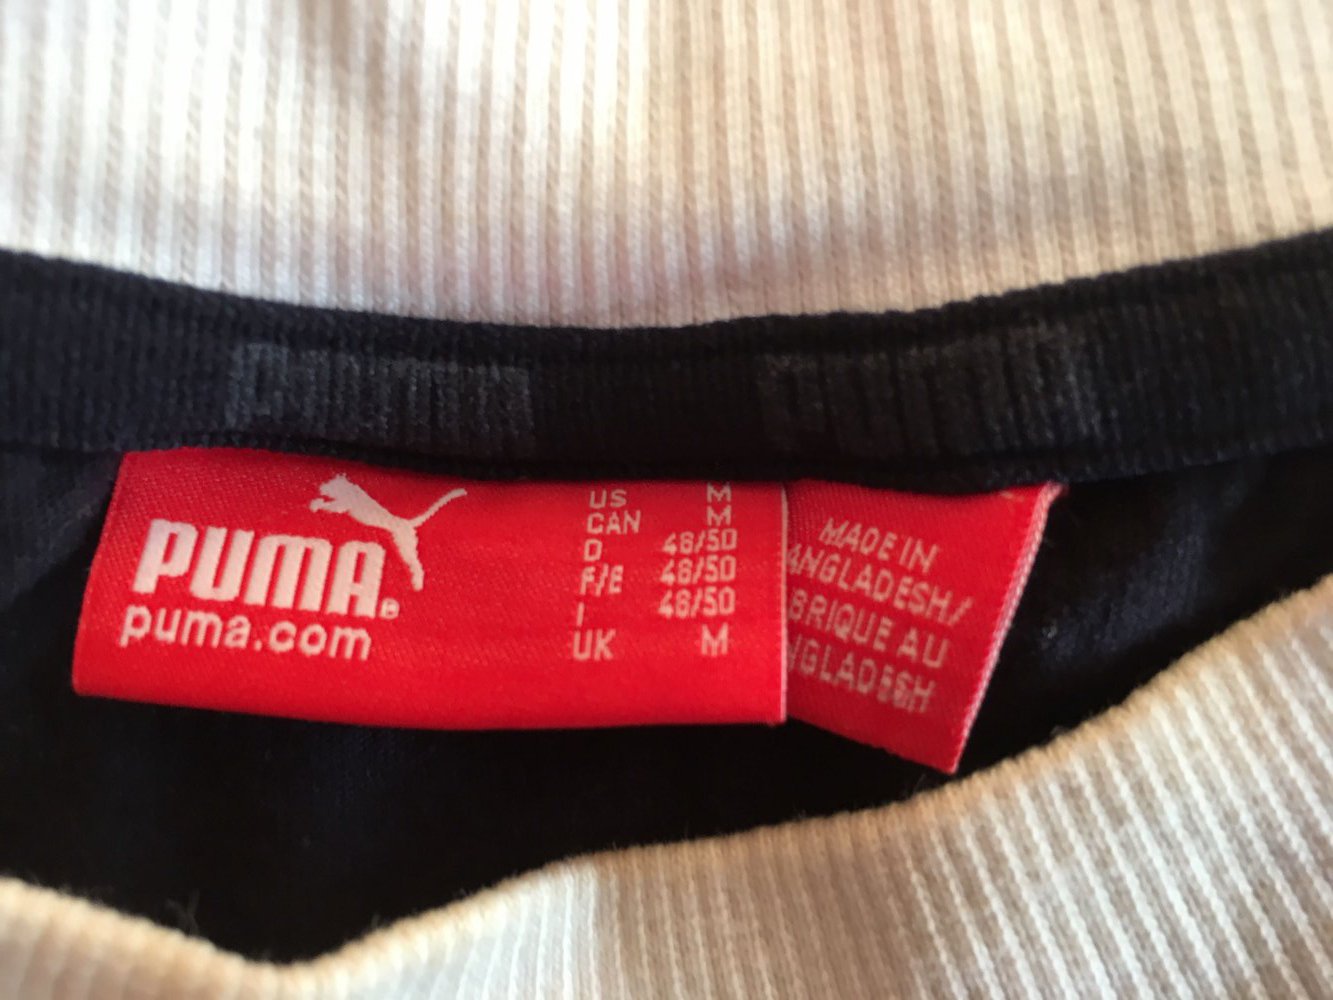 PUMA®
puma.com
US M
CAN M
D 48/50
F/E 48/50
I 48/50
UK M
MADE IN
ANGLADESH/
BRIQUE AU
NGLADESH